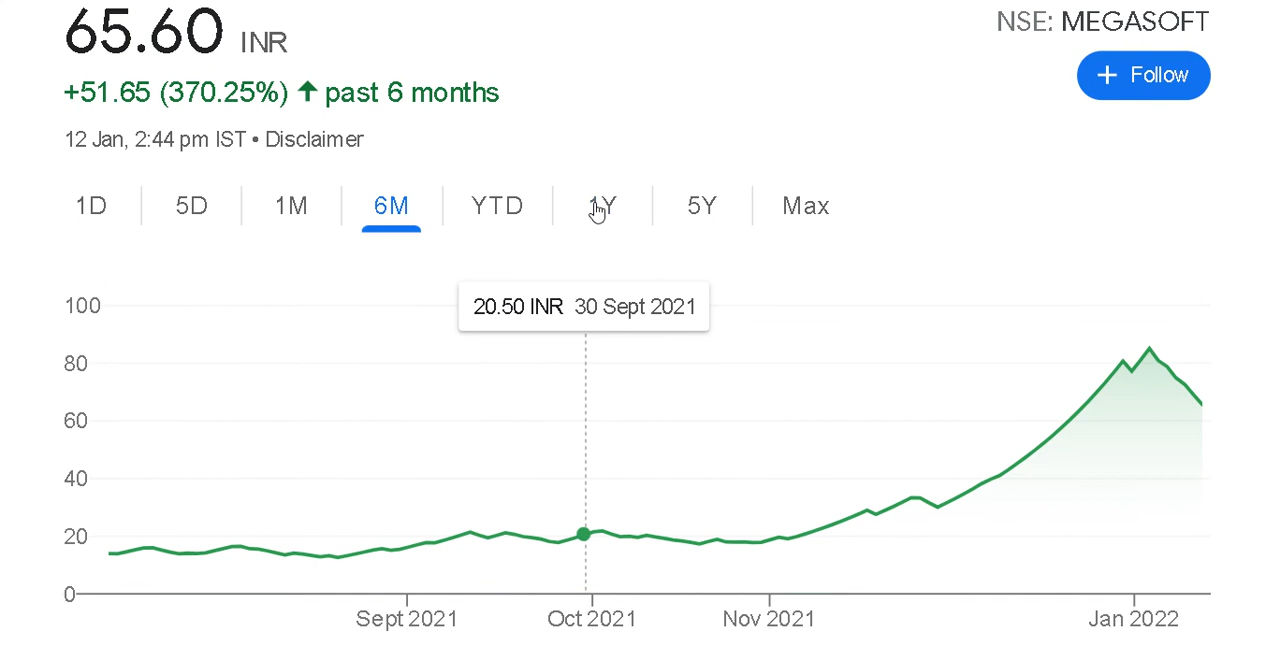 65.60 INR
NSE: MEGASOFT
+51.65 (370.25%) ↑ past 6 months
+ Follow
12 Jan, 2:44 pm IST • Disclaimer
1D 5D 1M 6M YTD 1Y 5Y Max
20.50 INR 30 Sept 2021
100
80
60
40
20
0
Sept 2021 Oct 2021 Nov 2021 Jan 2022